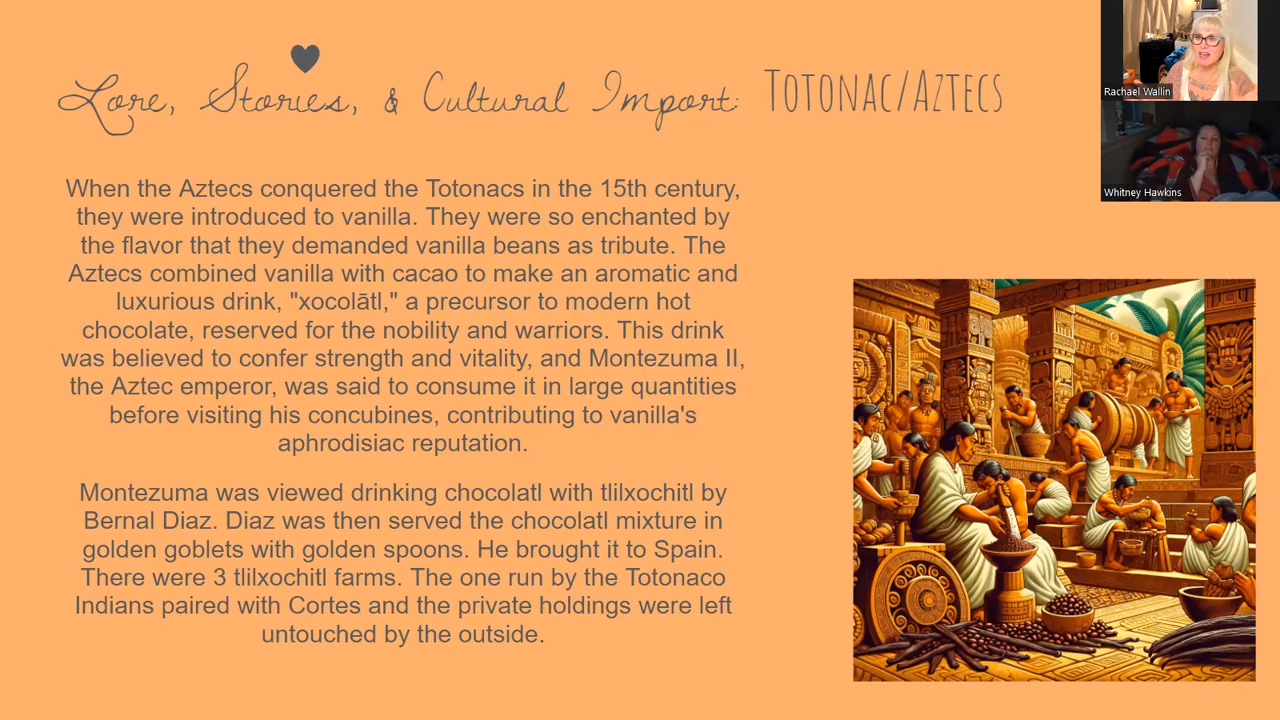 Lore, Stories, & Cultural Import: TOTONAC/AZTECS
Rachael Wallin
Whitney Hawkins
When the Aztecs conquered the Totonacs in the 15th century,
they were introduced to vanilla. They were so enchanted by
the flavor that they demanded vanilla beans as tribute. The
Aztecs combined vanilla with cacao to make an aromatic and
luxurious drink, "xocolātl," a precursor to modern hot
chocolate, reserved for the nobility and warriors. This drink
was believed to confer strength and vitality, and Montezuma II,
the Aztec emperor, was said to consume it in large quantities
before visiting his concubines, contributing to vanilla's
aphrodisiac reputation.
Montezuma was viewed drinking chocolatl with tlilxochitl by
Bernal Diaz. Diaz was then served the chocolatl mixture in
golden goblets with golden spoons. He brought it to Spain.
There were 3 tlilxochitl farms. The one run by the Totonaco
Indians paired with Cortes and the private holdings were left
untouched by the outside.